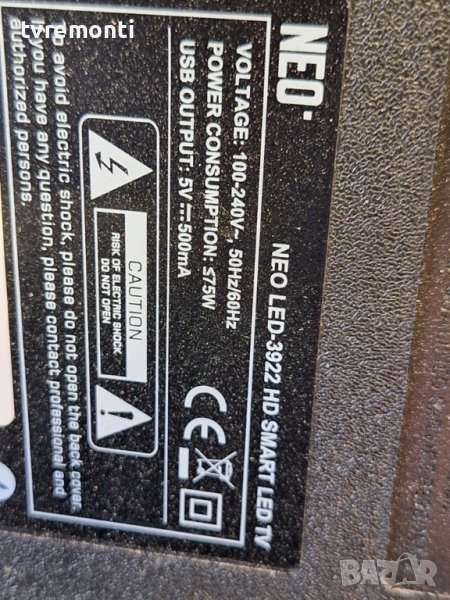 tvremonti
NEO
NEO LED-3922 HD SMART LED TV
VOLTAGE: 100-240V~, 50Hz/60Hz
POWER CONSUMPTION: ≤75W
USB OUTPUT: 5V⎓500mA
CAUTION
RISK OF ELECTRIC SHOCK
DO NOT OPEN
To avoid electric shock, please do not open the back cover.
If you have any question, please contact professional and
authorized persons.
BAZAR